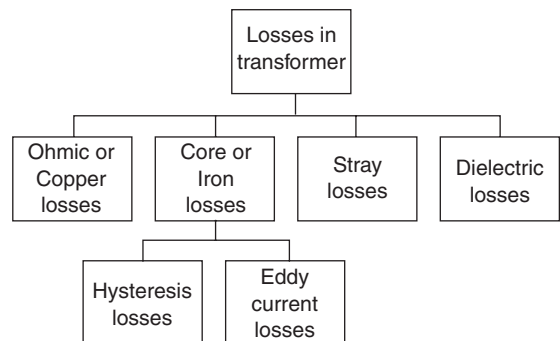 Losses in
transformer
Ohmic or
Copper
losses
Core or
Iron
losses
Stray
losses
Dielectric
losses
Hysteresis
losses
Eddy
current
losses